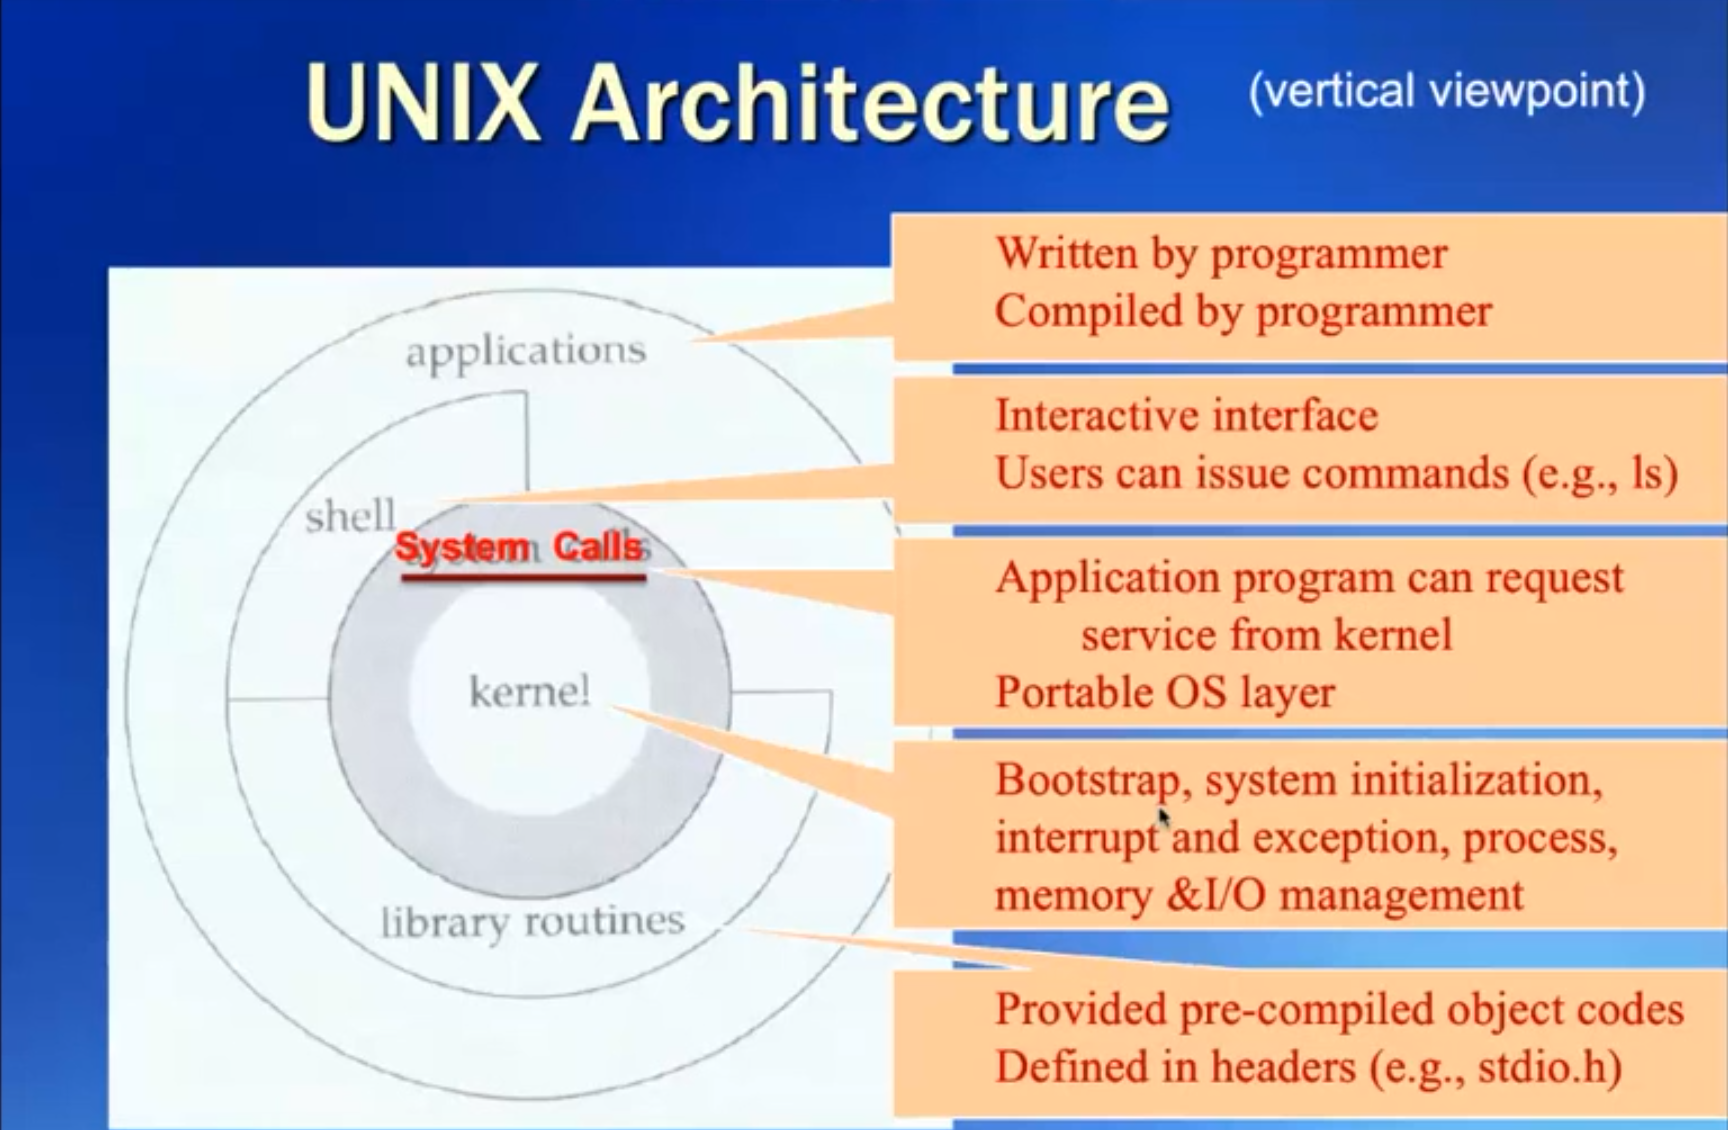 UNIX Architecture (vertical viewpoint)
applications
shell
System Calls
kernel
library routines
Written by programmer
Compiled by programmer
Interactive interface
Users can issue commands (e.g., ls)
Application program can request
service from kernel
Portable OS layer
Bootstrap, system initialization,
interrupt and exception, process,
memory &I/O management
Provided pre-compiled object codes
Defined in headers (e.g., stdio.h)